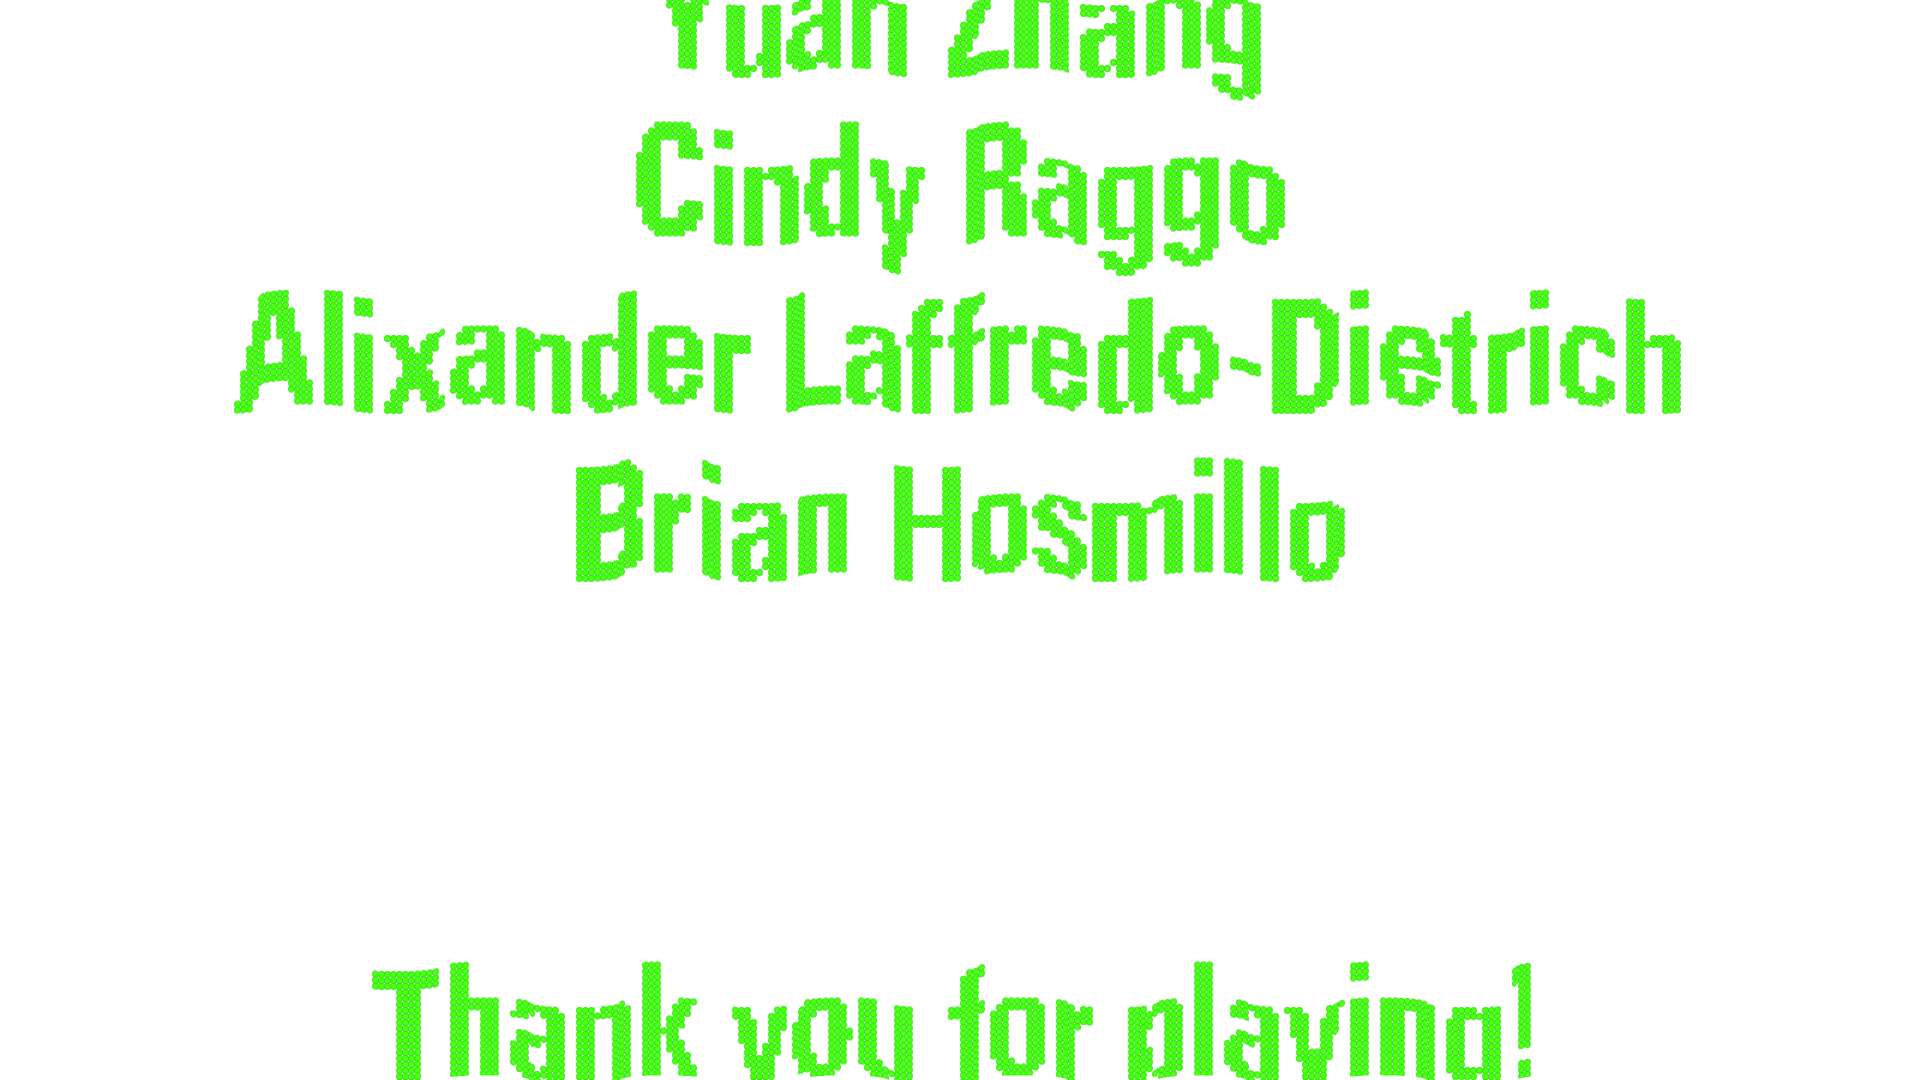 Yuan Zhang
Cindy Raggo
Alixander Laffredo-Dietrich
Brian Hosmillo
Thank you for playing!